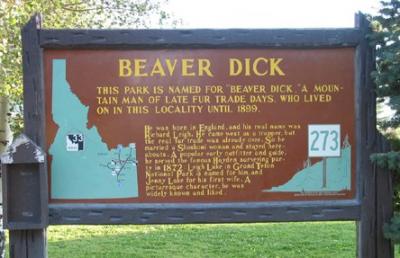 BEAVER DICK
THIS PARK IS NAMED FOR "BEAVER DICK," A MOUN-
TAIN MAN OF LATE FUR TRADE DAYS, WHO LIVED
ON IN THIS LOCALITY UNTIL 1899.
He was born in England, and his real name was
Richard Leigh. He came west as a trapper, but
the real fur trade was already over. So he
married a Shoshoni woman and stayed here-
abouts. A popular early outfitter and guide,
he served the famous Hayden surveying par-
ty in 1872. Leigh Lake in Grand Teton
National Park is named for him, and
Jenny Lake for his first wife. A
picturesque character, he was
widely known and liked.
33
273